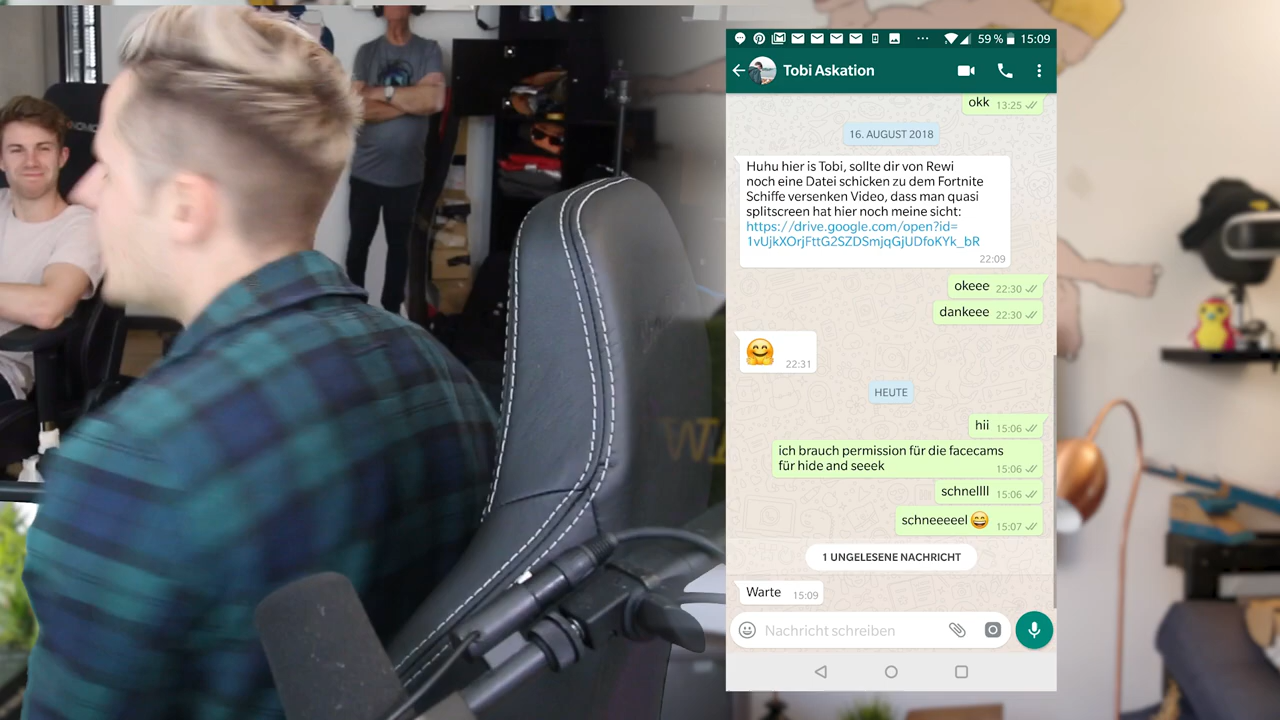 59 % 15:09
Tobi Askation
okk 13:25
16. AUGUST 2018
Huhu hier is Tobi, sollte dir von Rewi
noch eine Datei schicken zu dem Fortnite
Schiffe versenken Video, dass man quasi
splitscreen hat hier noch meine sicht:
https://drive.google.com/open?id=
1vUjkXOrjFttG2SZDSmjqGjUDfoKYk_bR
22:09
okeee 22:30
dankeee 22:30
🤗 22:31
HEUTE
hii 15:06
ich brauch permission für die facecams
für hide and seeek 15:06
schnellll 15:06
schneeeeel 😄 15:07
1 UNGELESENE NACHRICHT
Warte 15:09
Nachricht schreiben